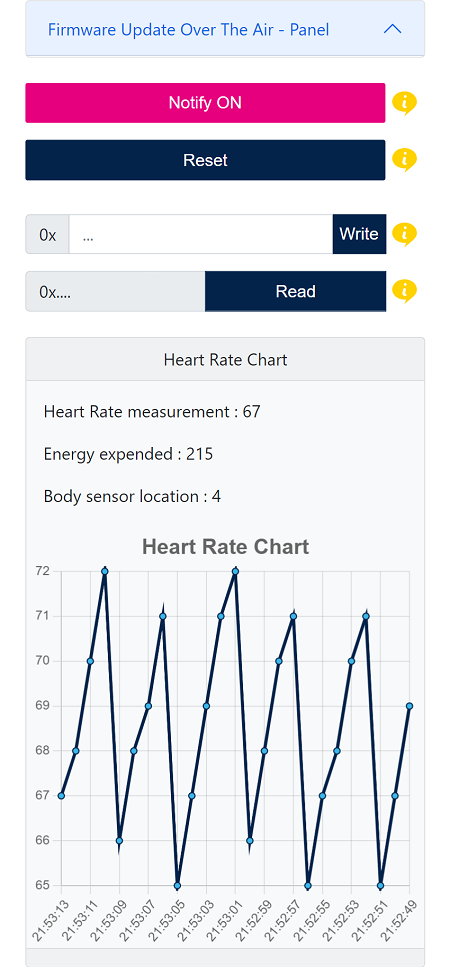 Firmware Update Over The Air - Panel
Notify ON
i
Reset
i
0x
...
Write
i
0x....
Read
i
Heart Rate Chart
Heart Rate measurement : 67
Energy expended : 215
Body sensor location : 4
Heart Rate Chart
72
71
70
69
68
67
66
65
21:53:13
21:53:11
21:53:09
21:53:07
21:53:05
21:53:03
21:53:01
21:52:59
21:52:57
21:52:55
21:52:53
21:52:51
21:52:49